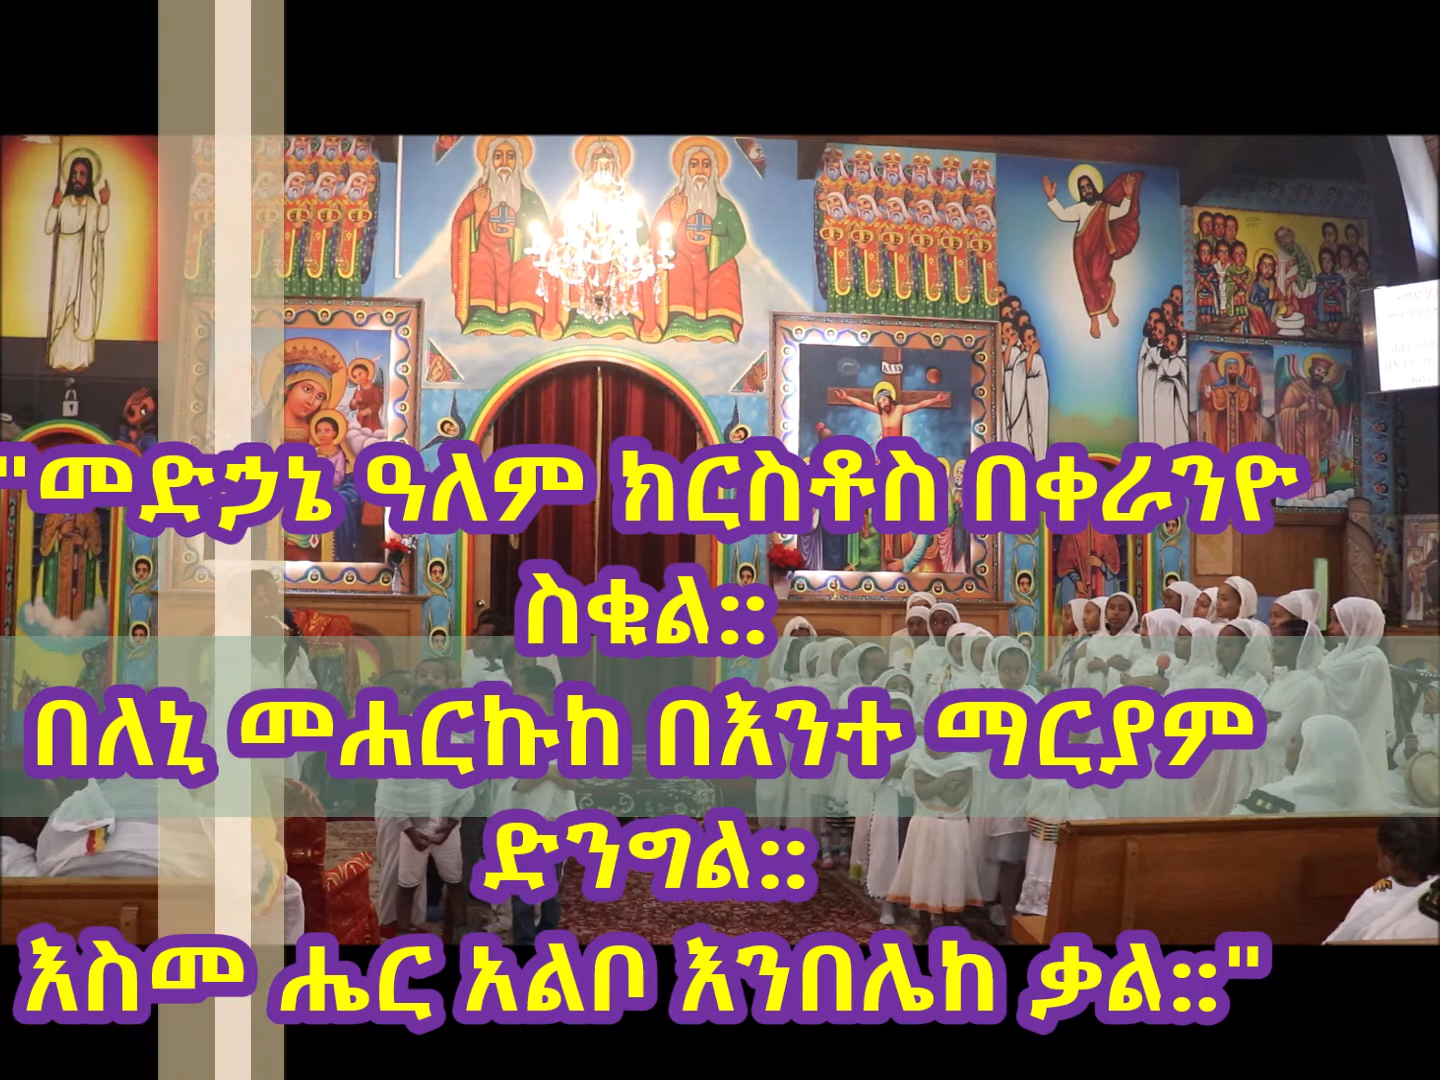 "መድኃኔ ዓለም ክርስቶስ በቀራንዮ
ስቁል::
በለኒ መሐርኩከ በእንተ ማርያም
ድንግል::
እስመ ሔር አልቦ እንበሌከ ቃል::"